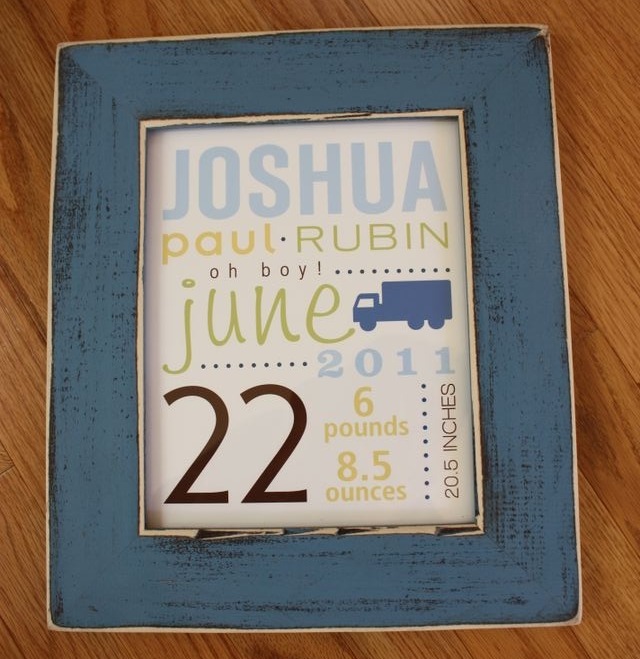 JOSHUA
paul · RUBIN
oh boy!
june
2011
22
6
pounds
8.5
ounces
20.5 INCHES